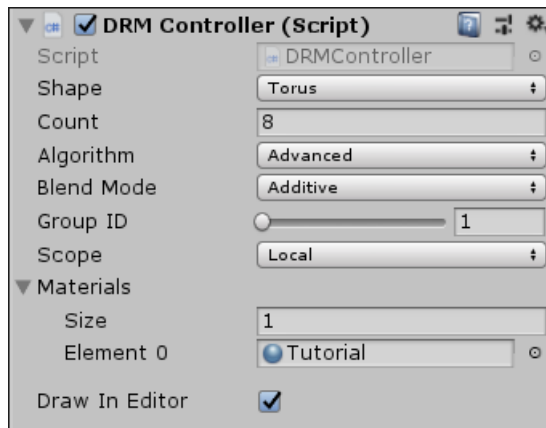 DRM Controller (Script)
Script DRMController
Shape Torus
Count 8
Algorithm Advanced
Blend Mode Additive
Group ID 1
Scope Local
Materials
Size 1
Element 0 Tutorial
Draw In Editor